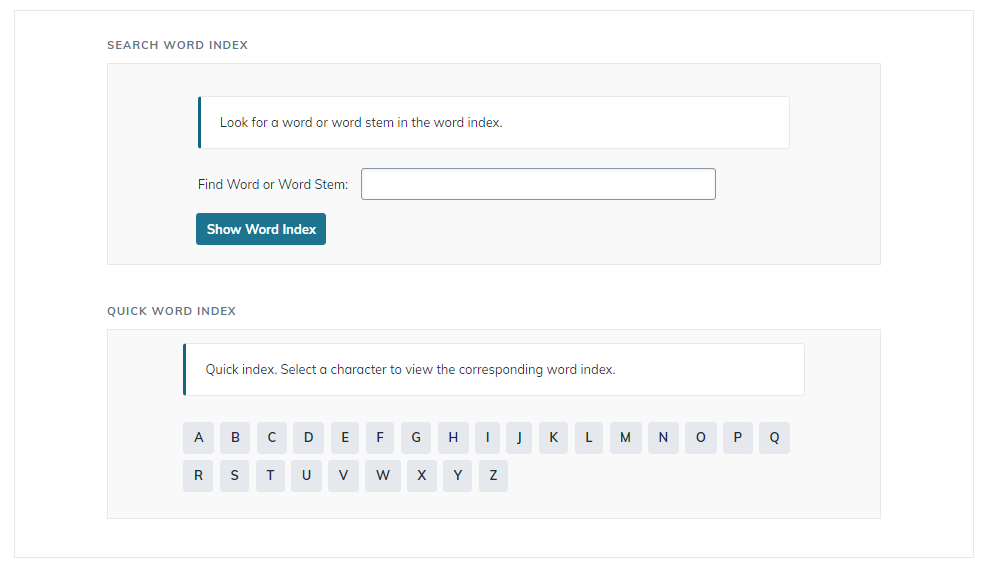 SEARCH WORD INDEX
Look for a word or word stem in the word index.
Find Word or Word Stem:
Show Word Index
QUICK WORD INDEX
Quick index. Select a character to view the corresponding word index.
A B C D E F G H I J K L M N O P Q
R S T U V W X Y Z